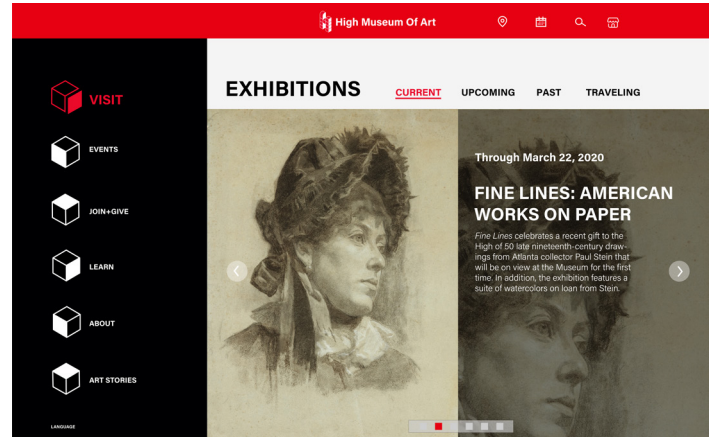 High Museum Of Art
VISIT
EVENTS
JOIN+GIVE
LEARN
ABOUT
ART STORIES
LANGUAGE
EXHIBITIONS
CURRENT UPCOMING PAST TRAVELING
Through March 22, 2020
FINE LINES: AMERICAN
WORKS ON PAPER
Fine Lines celebrates a recent gift to the
High of 50 late nineteenth-century draw-
ings from Atlanta collector Paul Stein that
will be on view at the Museum for the first
time. In addition, the exhibition features a
suite of watercolors on loan from Stein.